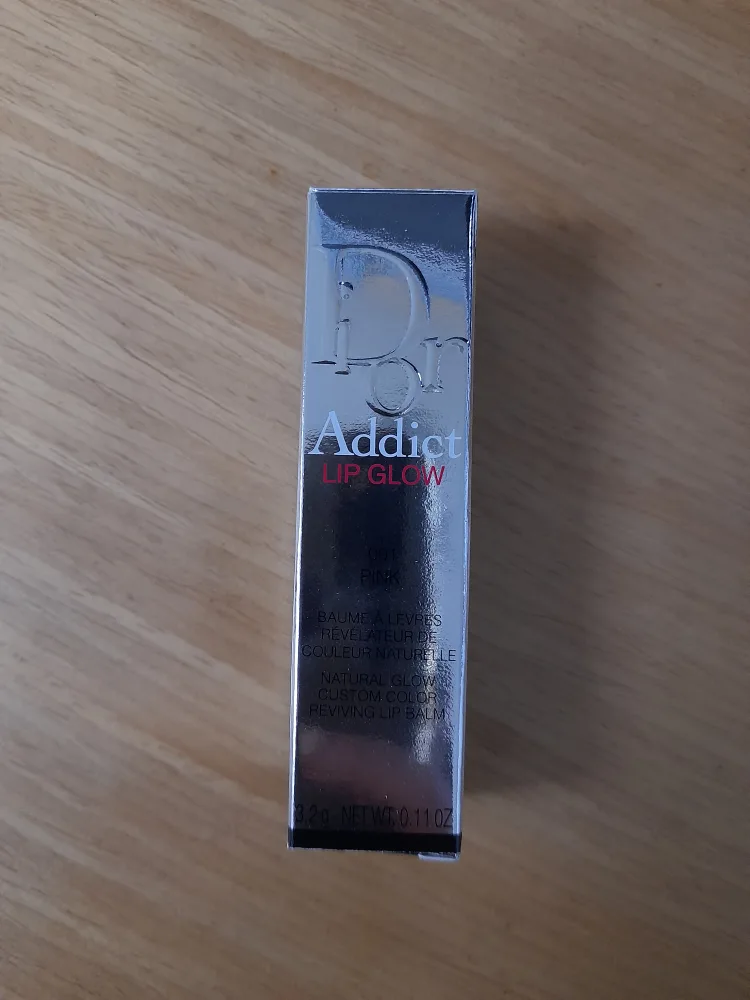 Dior
Addict
LIP GLOW
001
PINK
BAUME À LÈVRES
RÉVÉLATEUR DE
COULEUR NATURELLE
NATURAL GLOW
CUSTOM COLOR
REVIVING LIP BALM
3.2 g - NET WT. 0.11 OZ